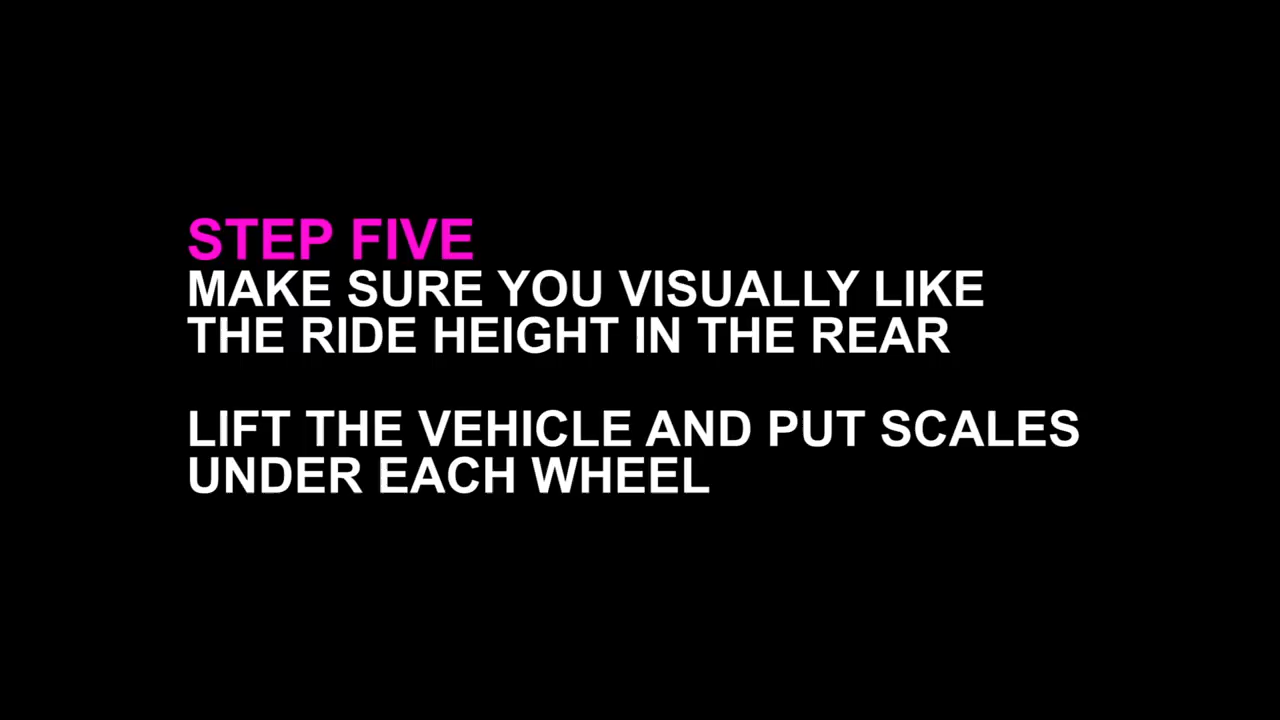 STEP FIVE
MAKE SURE YOU VISUALLY LIKE
THE RIDE HEIGHT IN THE REAR
LIFT THE VEHICLE AND PUT SCALES
UNDER EACH WHEEL